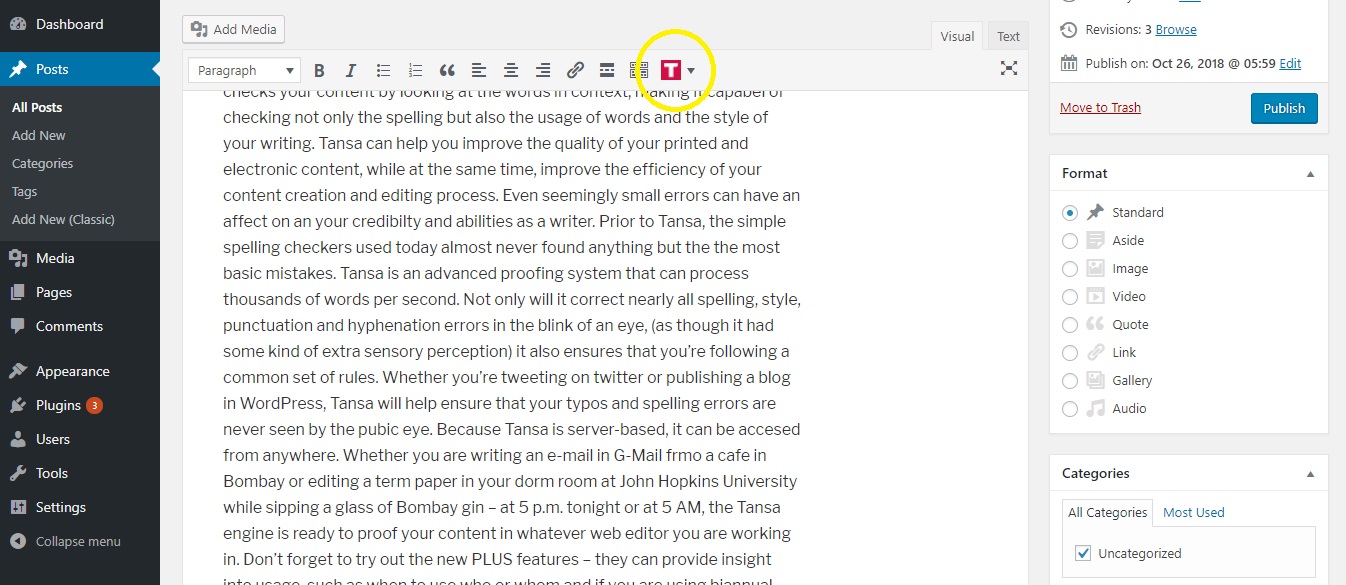 Dashboard
Posts
All Posts
Add New
Categories
Tags
Add New (Classic)
Media
Pages
Comments
Appearance
Plugins 3
Users
Tools
Settings
Collapse menu
Add Media
Visual Text
Paragraph B I T
checks your content by looking at the words in context, making it capabel of
checking not only the spelling but also the usage of words and the style of
your writing. Tansa can help you improve the quality of your printed and
electronic content, while at the same time, improve the efficiency of your
content creation and editing process. Even seemingly small errors can have an
affect on an your credibilty and abilities as a writer. Prior to Tansa, the simple
spelling checkers used today almost never found anything but the the most
basic mistakes. Tansa is an advanced proofing system that can process
thousands of words per second. Not only will it correct nearly all spelling, style,
punctuation and hyphenation errors in the blink of an eye, (as though it had
some kind of extra sensory perception) it also ensures that you’re following a
common set of rules. Whether you’re tweeting on twitter or publishing a blog
in WordPress, Tansa will help ensure that your typos and spelling errors are
never seen by the pubic eye. Because Tansa is server-based, it can be accesed
from anywhere. Whether you are writing an e-mail in G-Mail frmo a cafe in
Bombay or editing a term paper in your dorm room at John Hopkins University
while sipping a glass of Bombay gin – at 5 p.m. tonight or at 5 AM, the Tansa
engine is ready to proof your content in whatever web editor you are working
in. Don’t forget to try out the new PLUS features – they can provide insight
into usage, such as when to use who or whom and if you are using biannual
Revisions: 3 Browse
Publish on: Oct 26, 2018 @ 05:59 Edit
Move to Trash Publish
Format
Standard
Aside
Image
Video
Quote
Link
Gallery
Audio
Categories
All Categories Most Used
Uncategorized